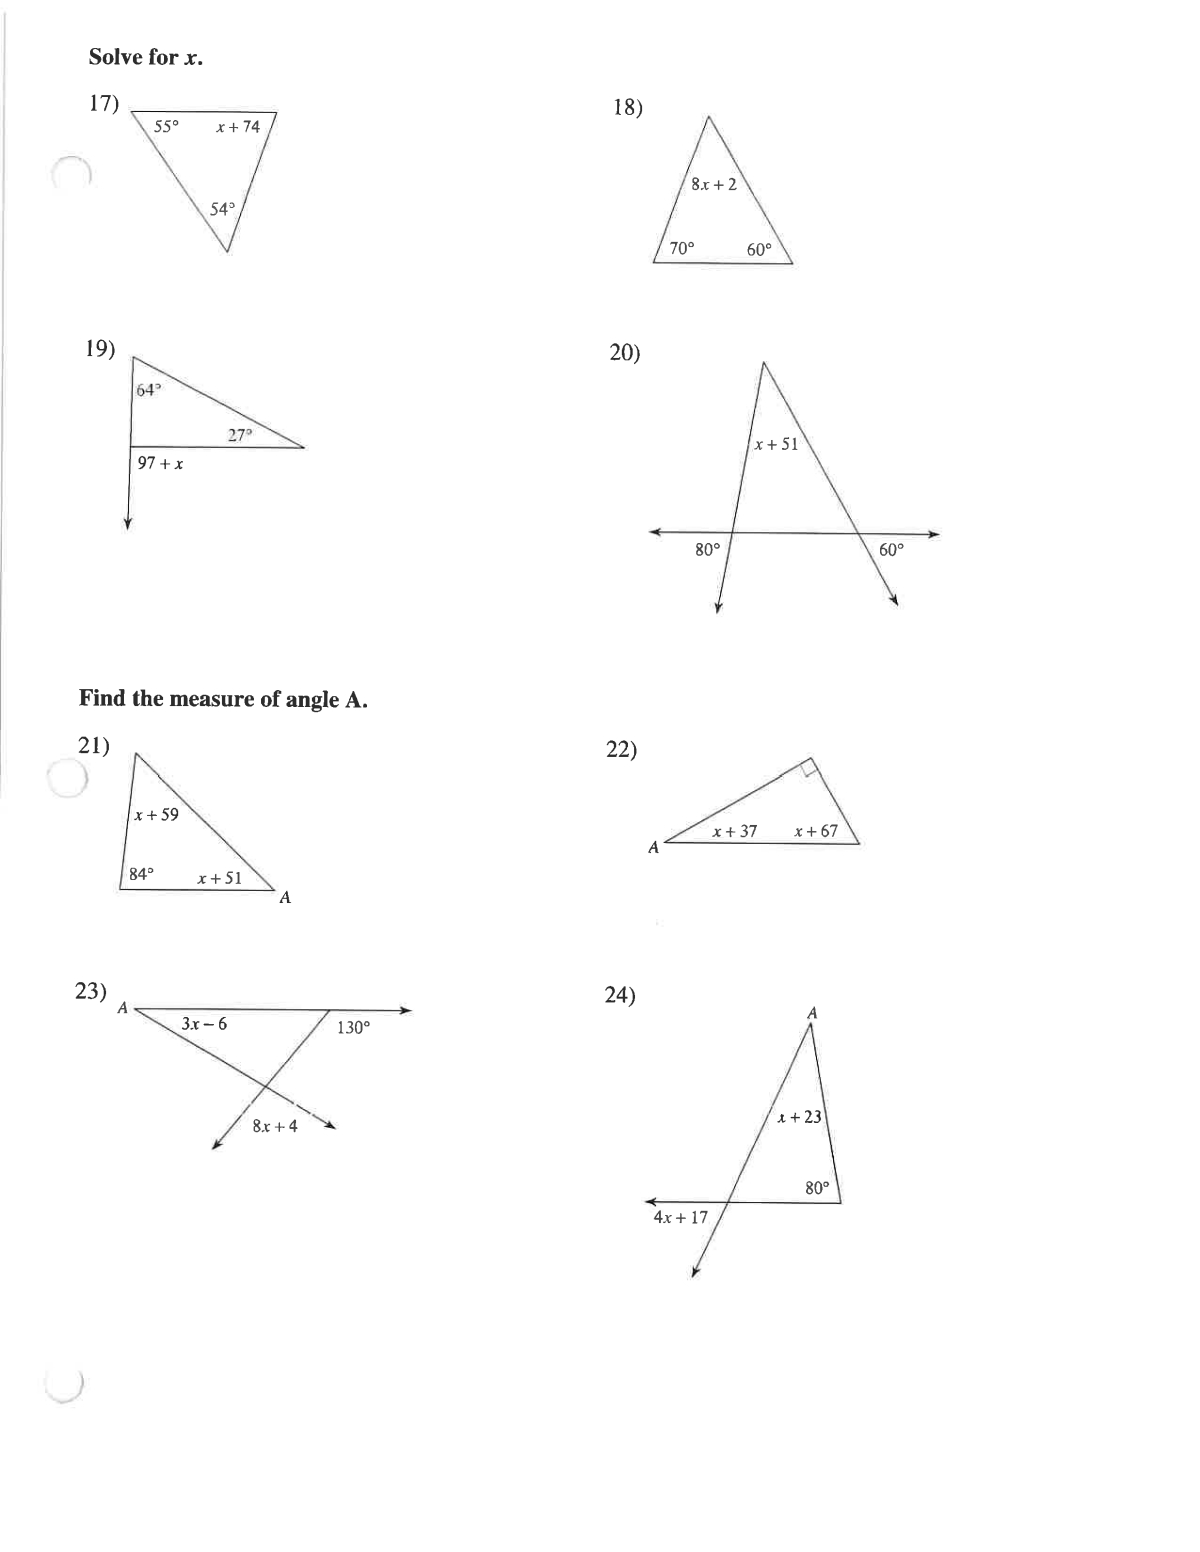 Solve for x.
17)
55°
x + 74
54°
18)
8x + 2
70°
60°
19)
64°
27°
97 + x
20)
x + 51
80°
60°
Find the measure of angle A.
21)
x + 59
84°
x + 51
A
22)
x + 37
x + 67
A
23)
A
3x − 6
130°
8x + 4
24)
A
x + 23
80°
4x + 17